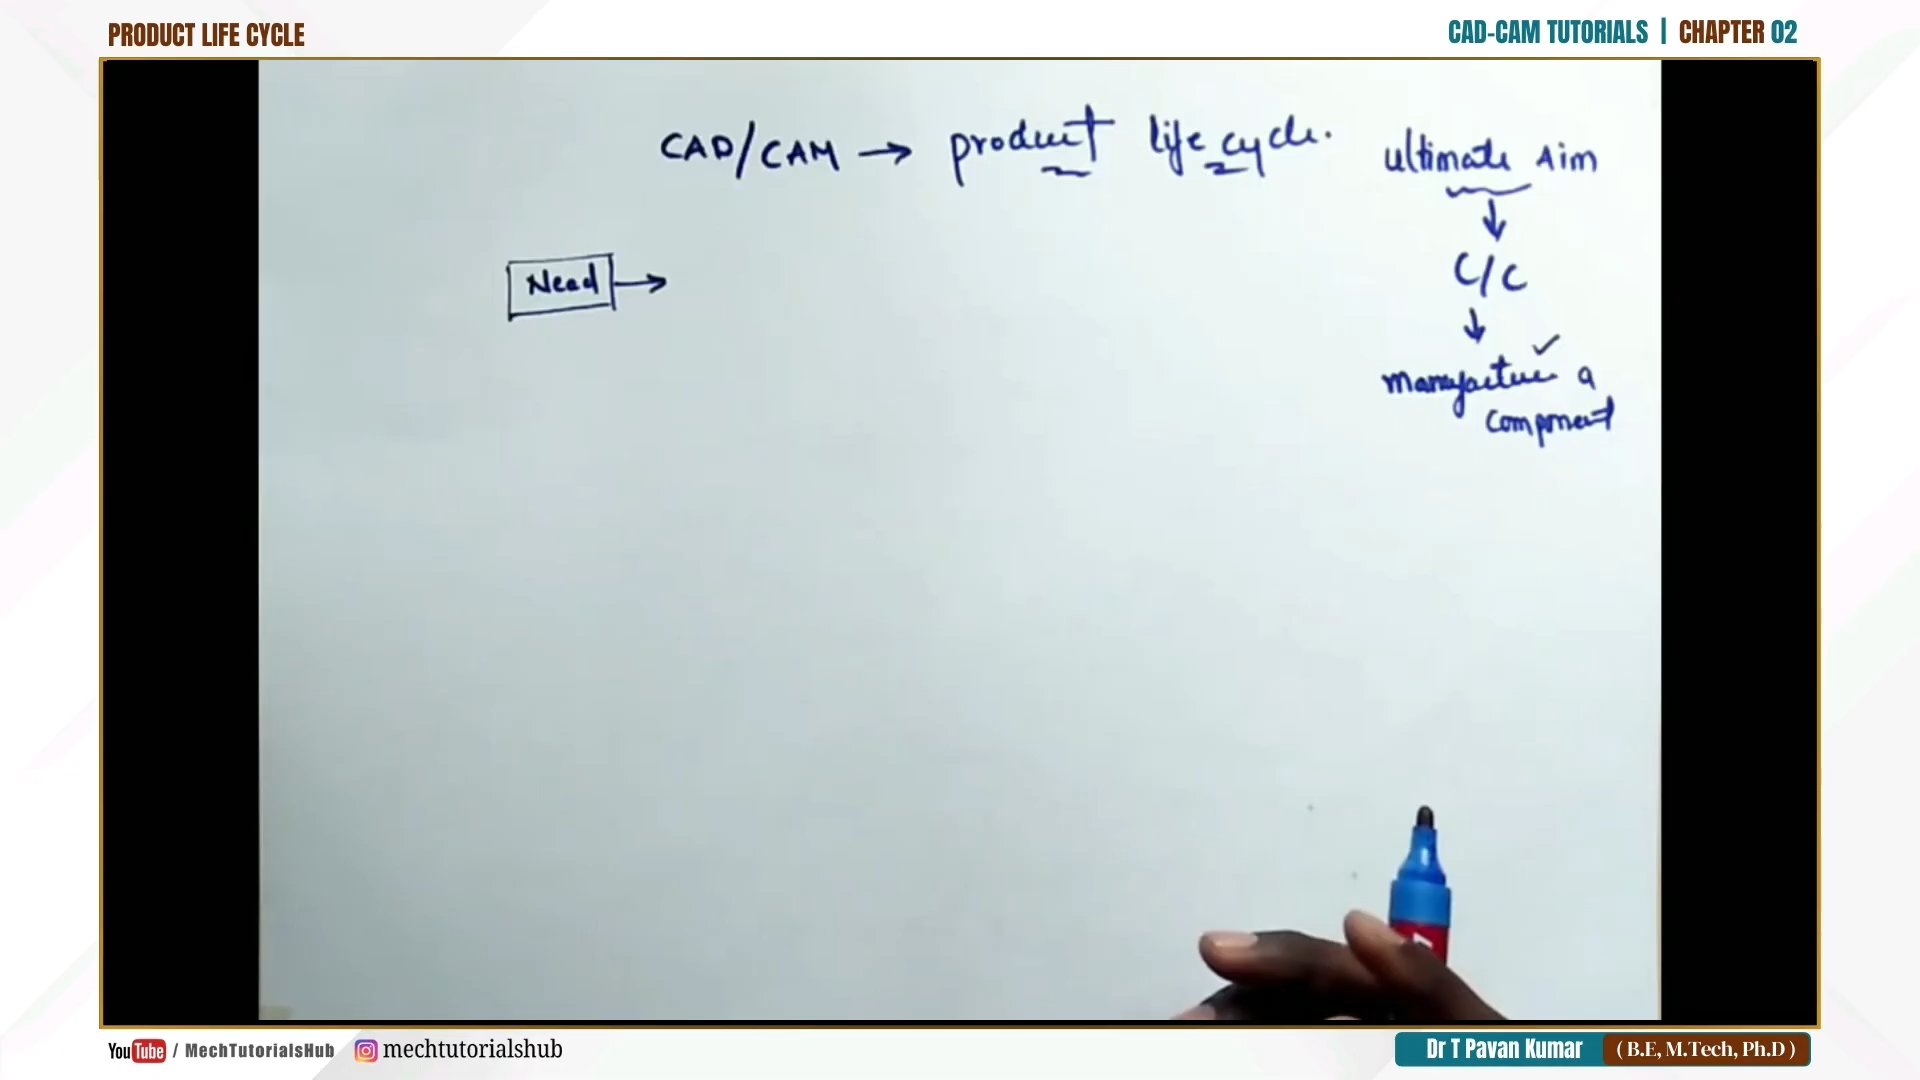 PRODUCT LIFE CYCLE
CAD-CAM TUTORIALS | CHAPTER 02
CAD/CAM → product life cycle.
Need →
Ultimate Aim
↓
C/C
↓
✓
Manufacture a
Component
YouTube / MechTutorialsHub
mechtutorialshub
Dr T Pavan Kumar (B.E, M.Tech, Ph.D)